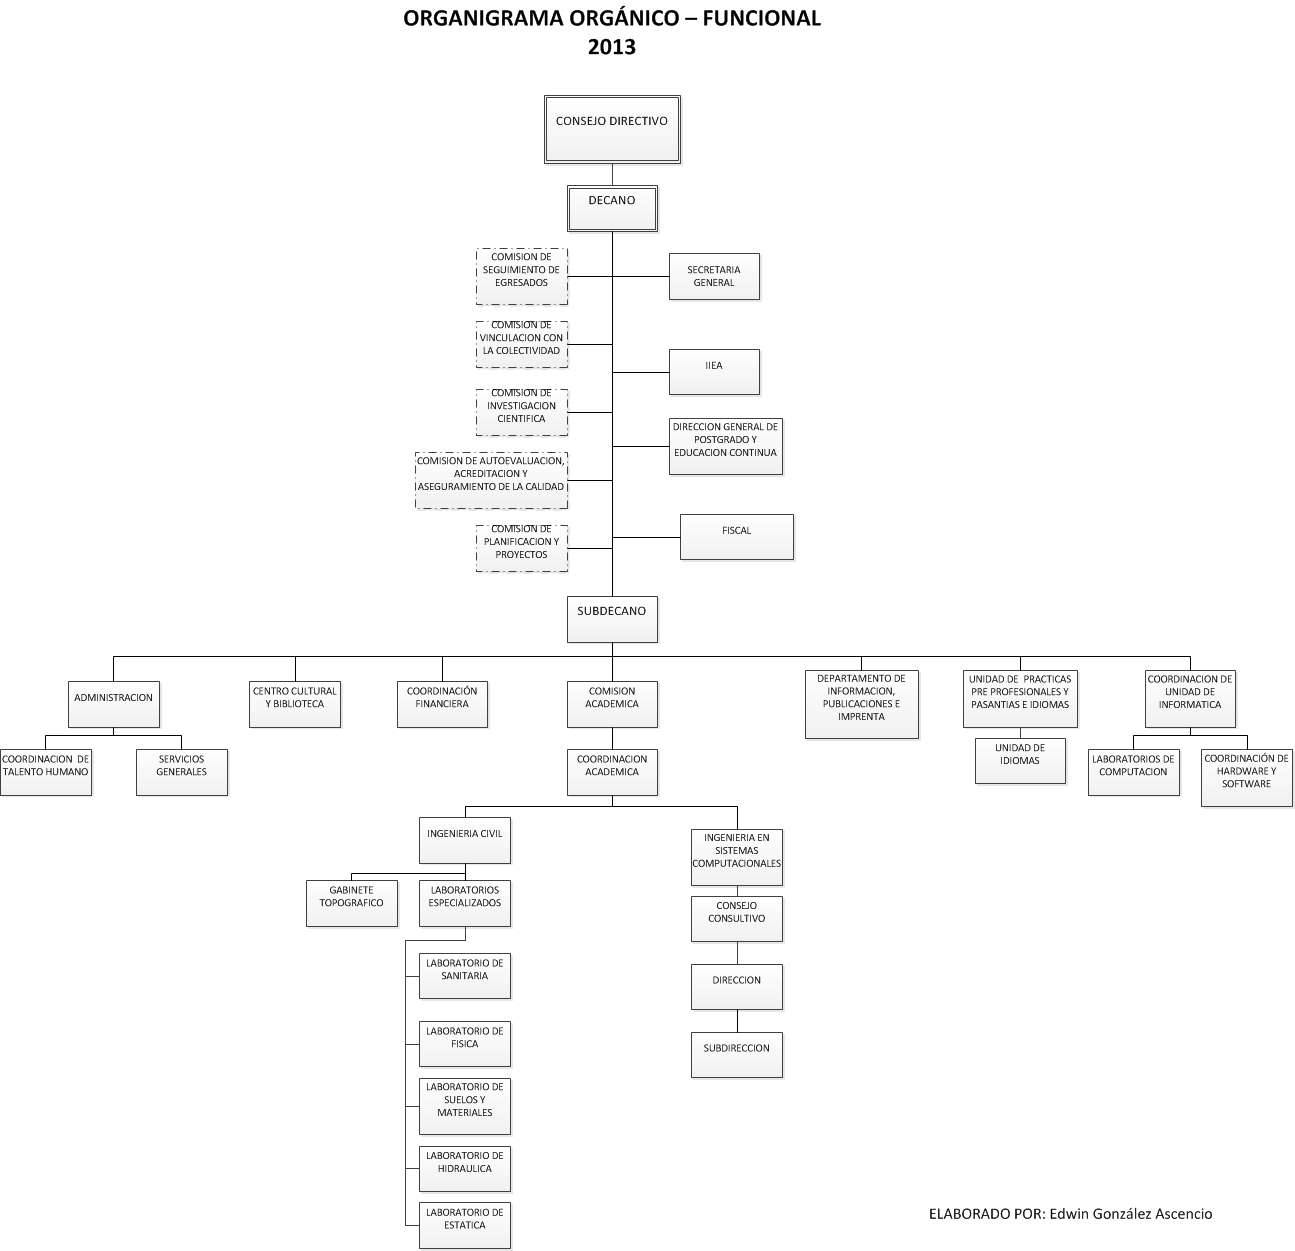 ORGANIGRAMA ORGÁNICO – FUNCIONAL
2013
CONSEJO DIRECTIVO
DECANO
COMISION DE
SEGUIMIENTO DE
EGRESADOS
SECRETARIA
GENERAL
COMISION DE
VINCULACION CON
LA COLECTIVIDAD
IIEA
COMISION DE
INVESTIGACION
CIENTIFICA
DIRECCION GENERAL DE
POSTGRADO Y
EDUCACION CONTINUA
COMISION DE AUTOEVALUACION,
ACREDITACION Y
ASEGURAMIENTO DE LA CALIDAD
FISCAL
COMISION DE
PLANIFICACION Y
PROYECTOS
SUBDECANO
ADMINISTRACION
CENTRO CULTURAL
Y BIBLIOTECA
COORDINACIÓN
FINANCIERA
COMISION
ACADEMICA
DEPARTAMENTO DE
INFORMACION,
PUBLICACIONES E
IMPRENTA
UNIDAD DE PRACTICAS
PRE PROFESIONALES Y
PASANTIAS E IDIOMAS
COORDINACION DE
UNIDAD DE
INFORMATICA
COORDINACION DE
TALENTO HUMANO
SERVICIOS
GENERALES
COORDINACION
ACADEMICA
UNIDAD DE
IDIOMAS
LABORATORIOS DE
COMPUTACION
COORDINACIÓN DE
HARDWARE Y
SOFTWARE
INGENIERIA CIVIL
INGENIERIA EN
SISTEMAS
COMPUTACIONALES
GABINETE
TOPOGRAFICO
LABORATORIOS
ESPECIALIZADOS
CONSEJO
CONSULTIVO
LABORATORIO DE
SANITARIA
DIRECCION
LABORATORIO DE
FISICA
SUBDIRECCION
LABORATORIO DE
SUELOS Y
MATERIALES
LABORATORIO DE
HIDRAULICA
LABORATORIO DE
ESTATICA
ELABORADO POR: Edwin González Ascencio